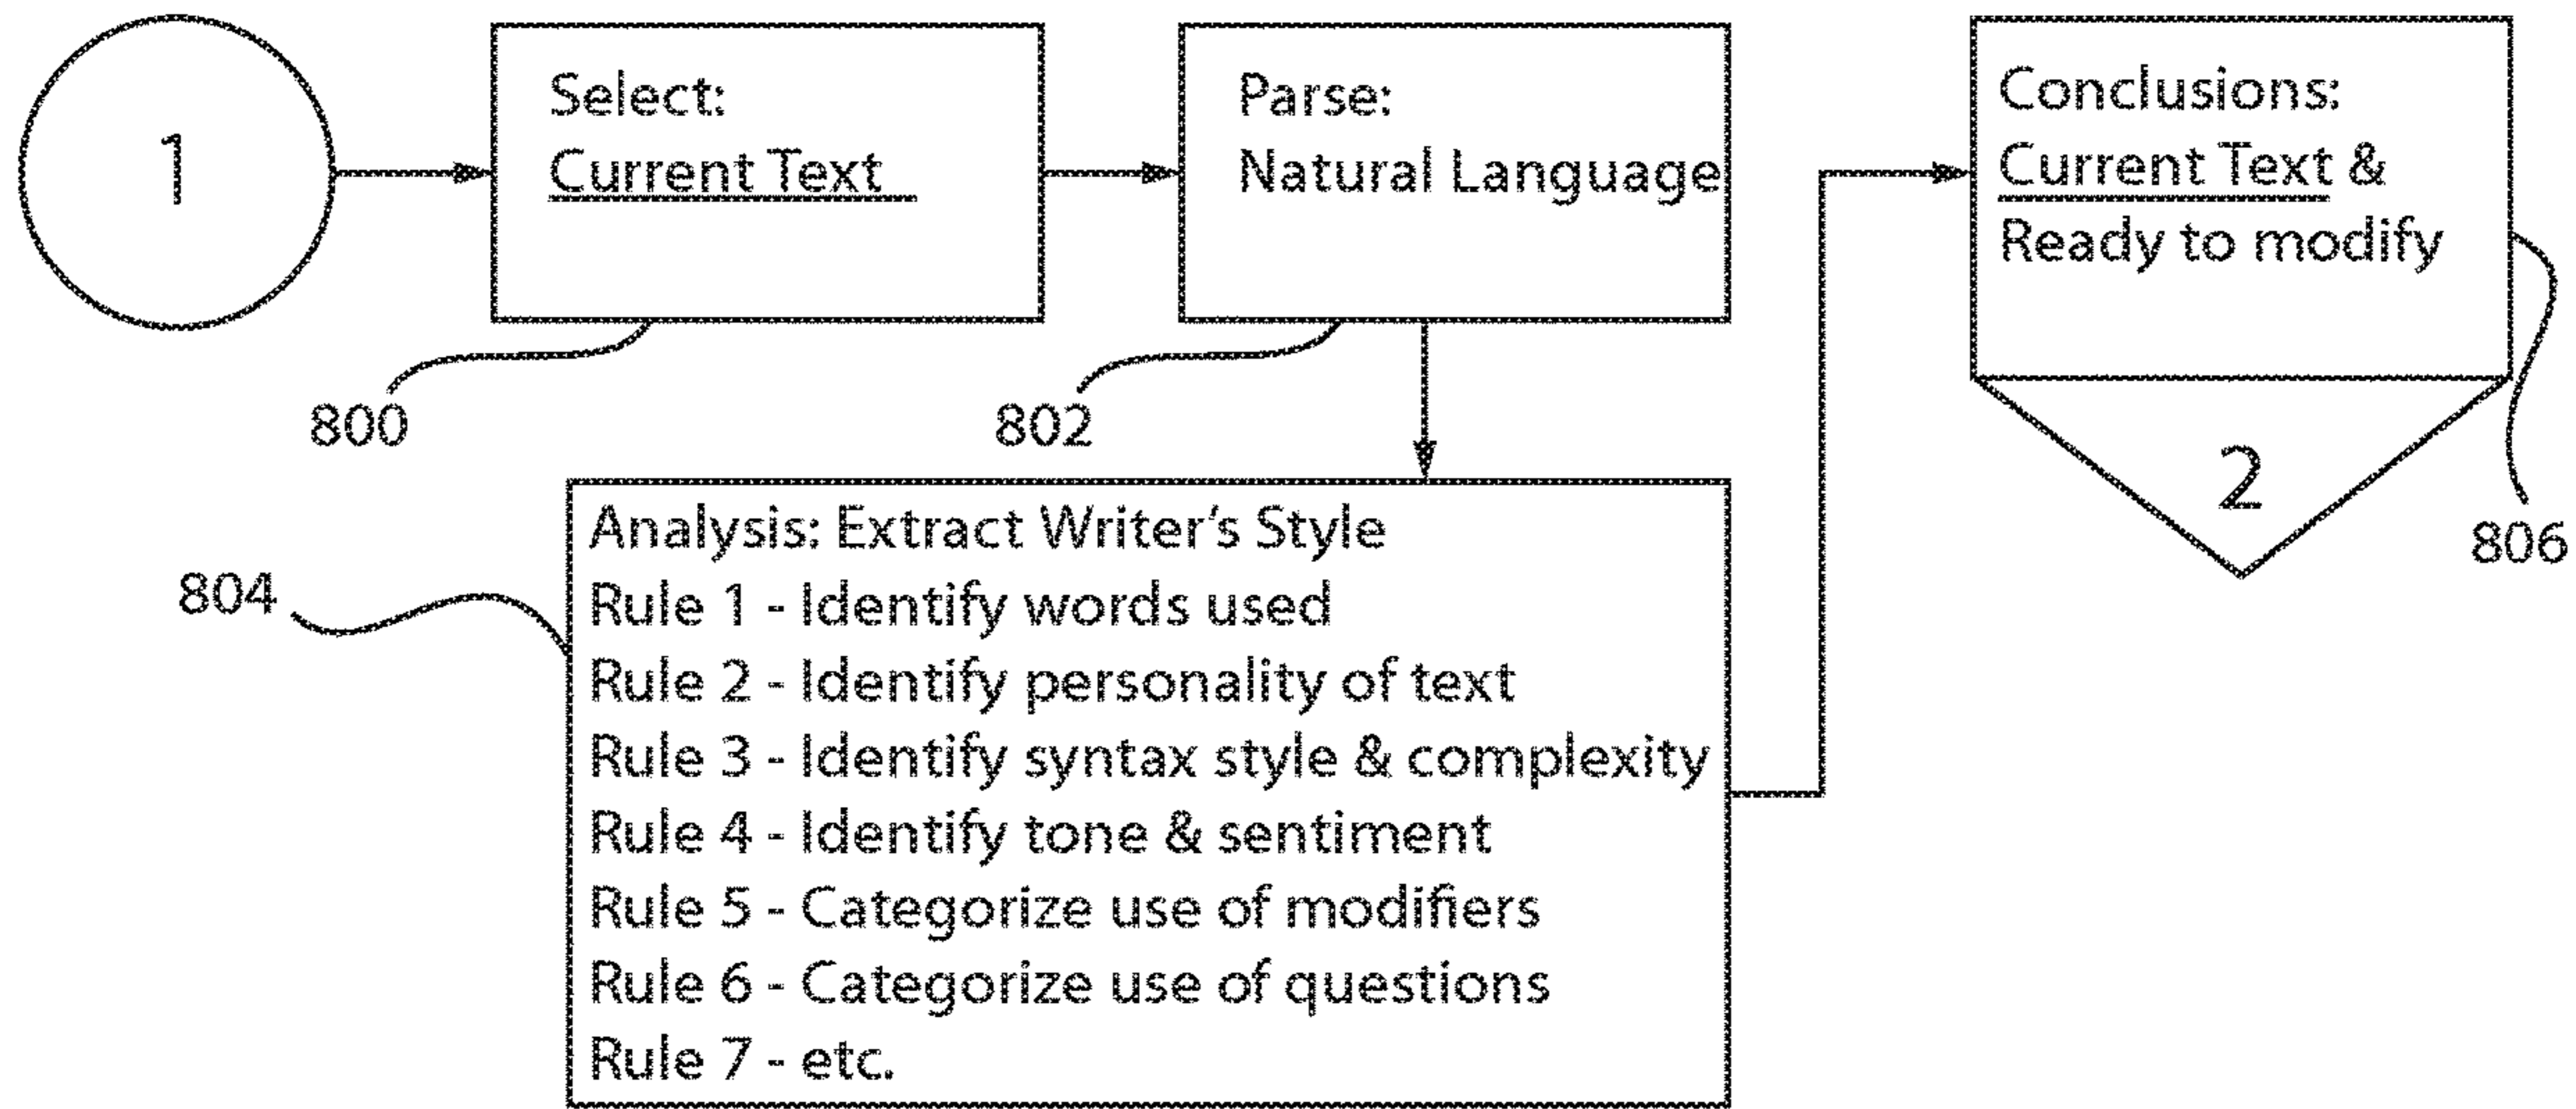 1
Select:
Current Text
800
Parse:
Natural Language
802
Analysis: Extract Writer's Style
Rule 1 - Identify words used
Rule 2 - Identify personality of text
Rule 3 - Identify syntax style & complexity
Rule 4 - Identify tone & sentiment
Rule 5 - Categorize use of modifiers
Rule 6 - Categorize use of questions
Rule 7 - etc.
804
Conclusions:
Current Text &
Ready to modify
2
806